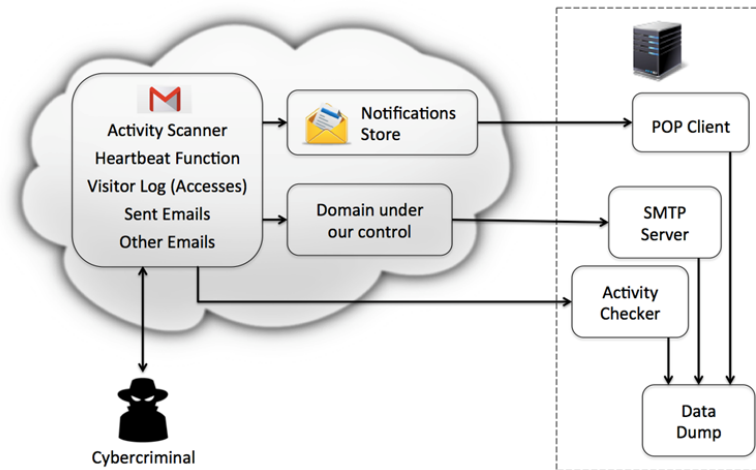 Activity Scanner
Heartbeat Function
Visitor Log (Accesses)
Sent Emails
Other Emails
Notifications
Store
Domain under
our control
POP Client
SMTP
Server
Activity
Checker
Data
Dump
Cybercriminal